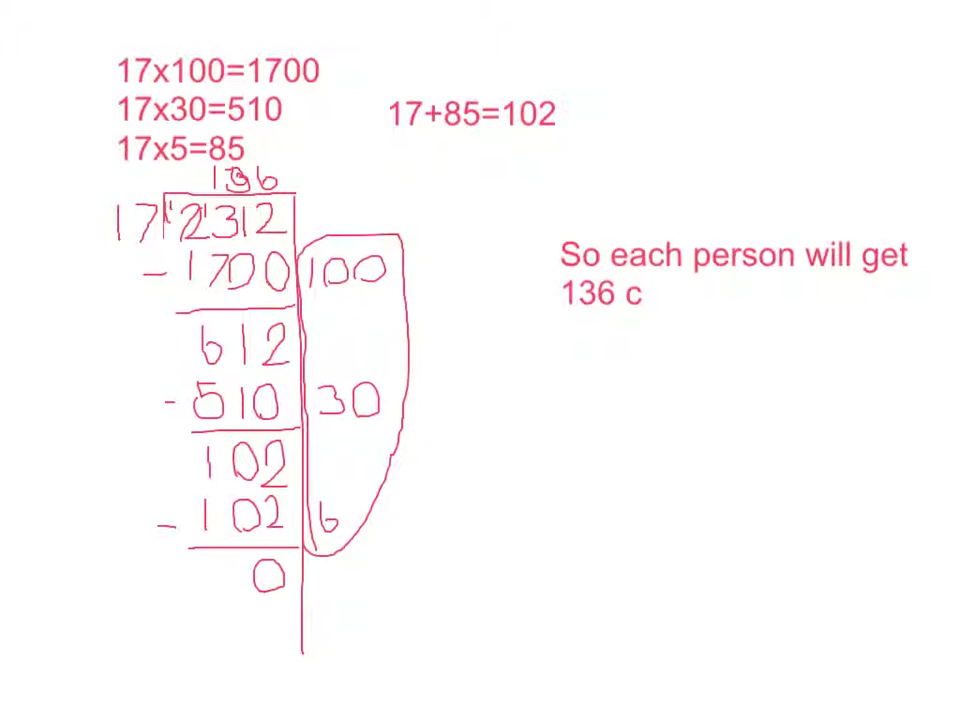 17x100=1700
17x30=510
17+85=102
17x5=85
136
17 2312
- 1700 100
612
- 510 30
102
- 102 6
0
So each person will get
136 c